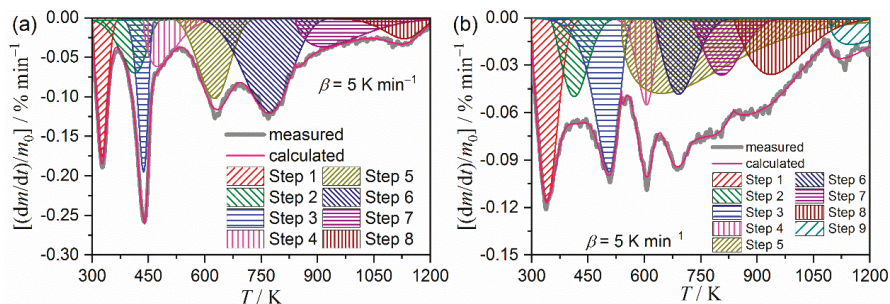 (a)
[(dm/dt)/m0] / % min−1
0.00
-0.05
-0.10
-0.15
-0.20
-0.25
-0.30
β = 5 K min−1
measured
calculated
Step 1 Step 5
Step 2 Step 6
Step 3 Step 7
Step 4 Step 8
300 450 600 750 900 1050 1200
T / K
(b)
[(dm/dt)/m0] / % min−1
0.00
-0.03
-0.06
-0.09
-0.12
-0.15
measured
calculated
Step 1 Step 6
Step 2 Step 7
Step 3 Step 8
Step 4 Step 9
Step 5
β = 5 K min 1
300 450 600 750 900 1050 1200
T / K